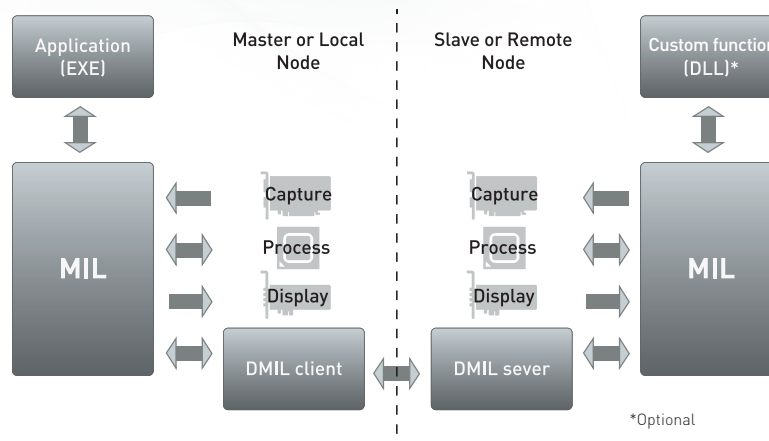 Application
(EXE)
Master or Local
Node
Slave or Remote
Node
Custom function
(DLL)*
MIL
Capture
Process
Display
DMIL client
Capture
Process
Display
DMIL sever
MIL
*Optional